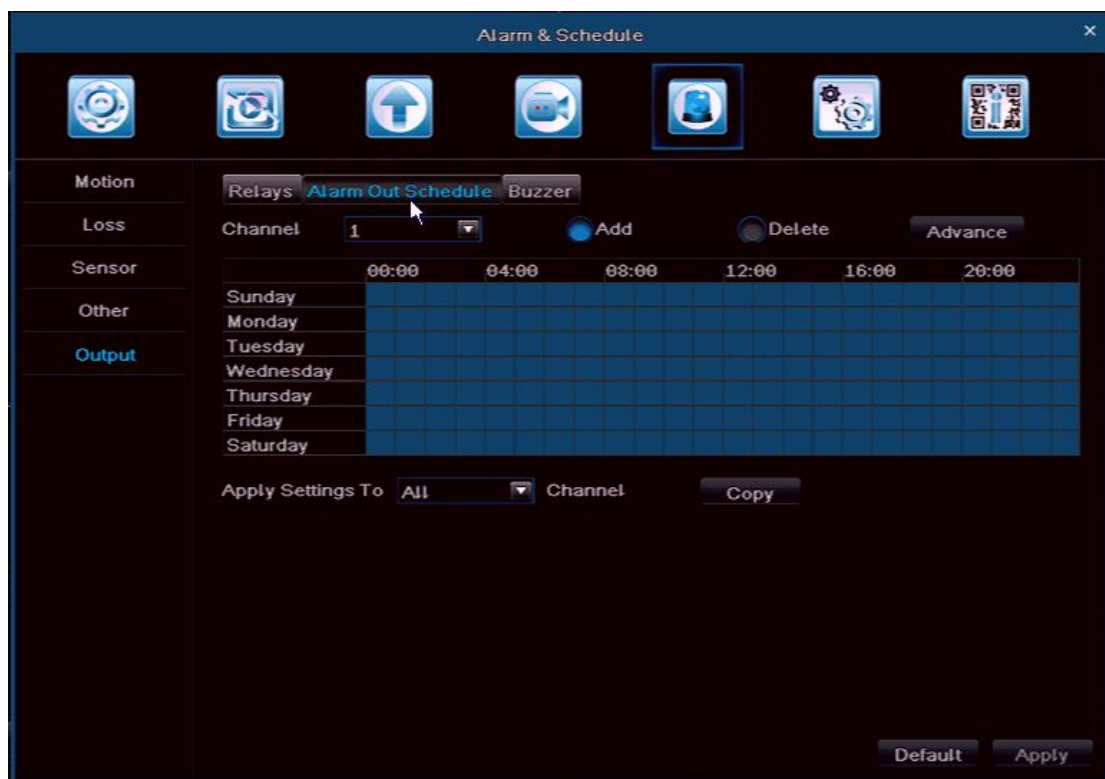 Alarm & Schedule ×
Motion
Loss
Sensor
Other
Output
Relays Alarm Out Schedule Buzzer
Channel 1 Add Delete Advance
00:00 04:00 08:00 12:00 16:00 20:00
Sunday
Monday
Tuesday
Wednesday
Thursday
Friday
Saturday
Apply Settings To All Channel Copy
Default Apply